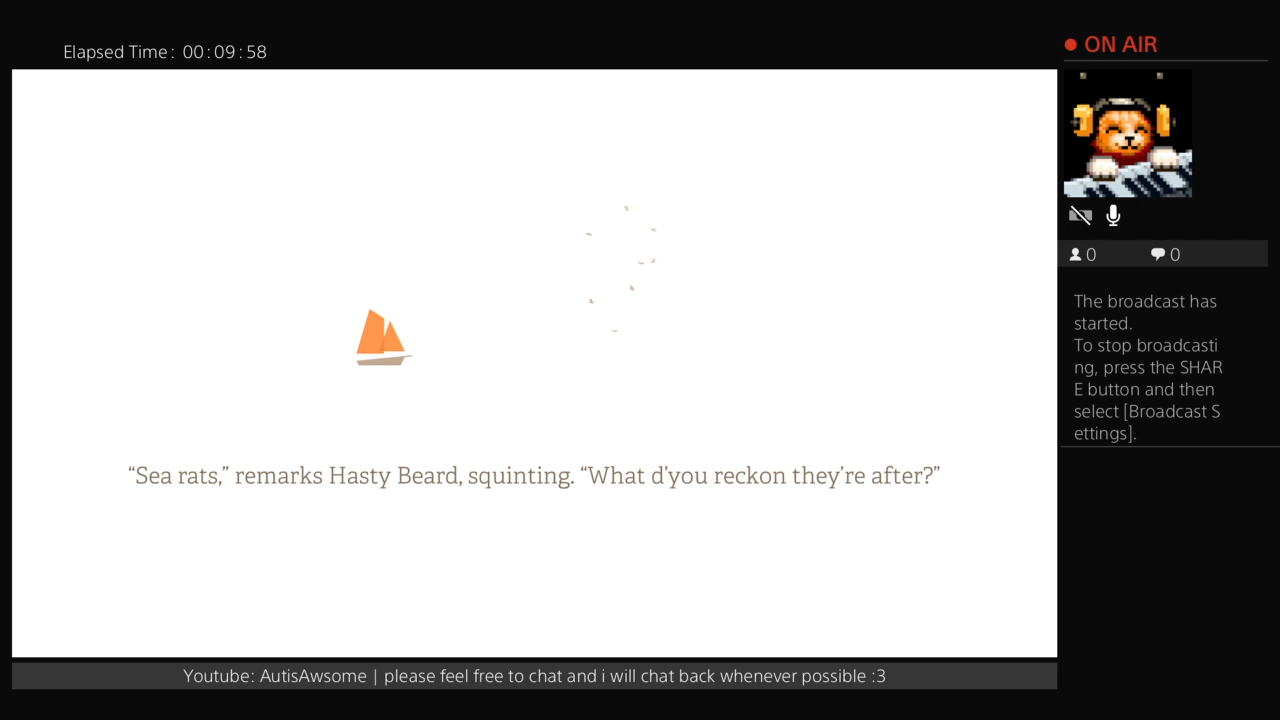 Elapsed Time: 00:09:58
ON AIR
0 0
The broadcast has
started.
To stop broadcasti
ng, press the SHAR
E button and then
select [Broadcast S
ettings].
“Sea rats,” remarks Hasty Beard, squinting. “What d’you reckon they’re after?”
Youtube: AutisAwsome | please feel free to chat and i will chat back whenever possible :3